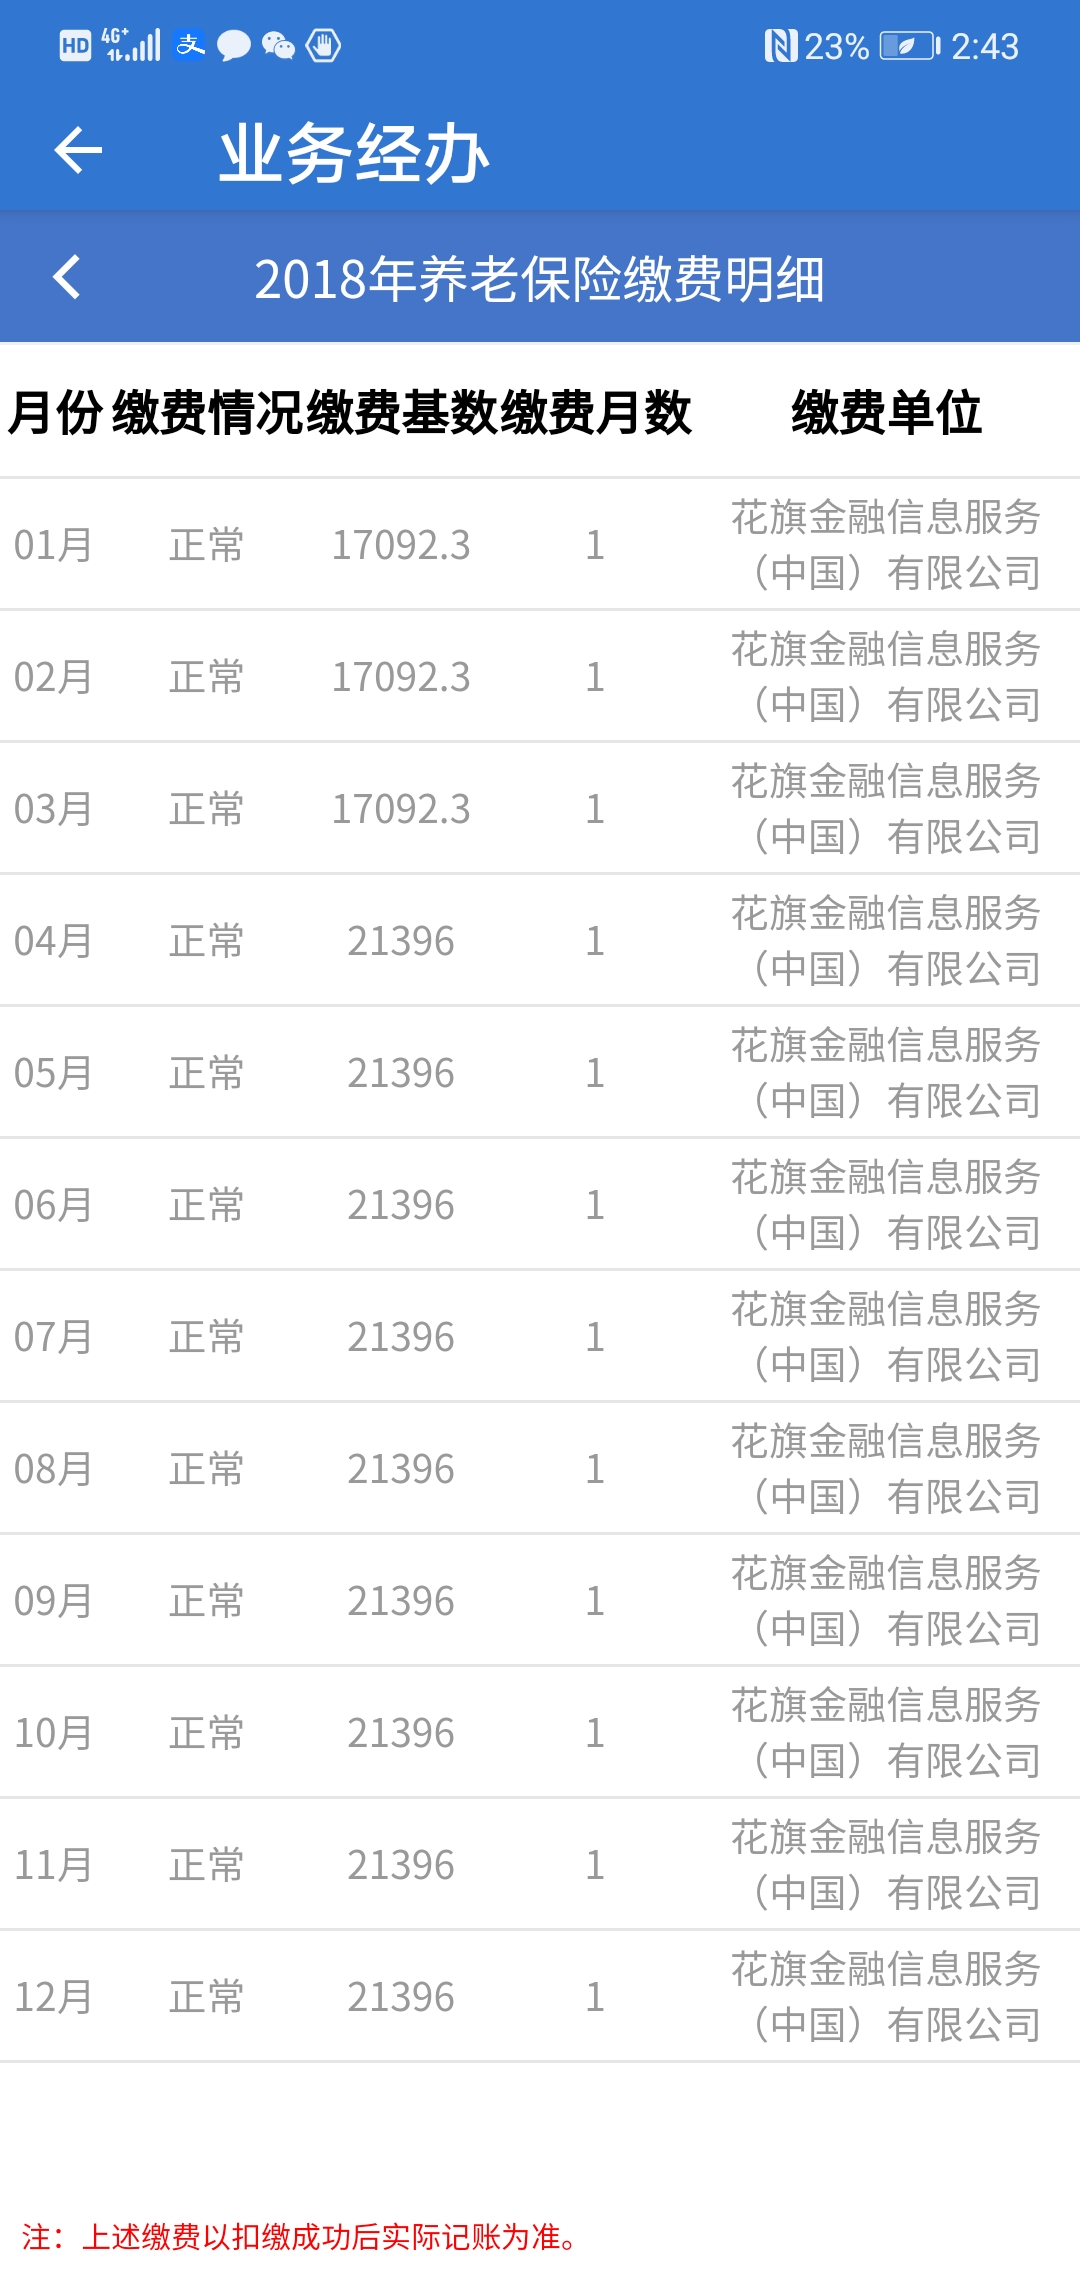 HD 4G+ 支 23% 2:43
业务经办
2018年养老保险缴费明细
月份 缴费情况 缴费基数 缴费月数 缴费单位
01月 正常 17092.3 1 花旗金融信息服务
（中国）有限公司
02月 正常 17092.3 1 花旗金融信息服务
（中国）有限公司
03月 正常 17092.3 1 花旗金融信息服务
（中国）有限公司
04月 正常 21396 1 花旗金融信息服务
（中国）有限公司
05月 正常 21396 1 花旗金融信息服务
（中国）有限公司
06月 正常 21396 1 花旗金融信息服务
（中国）有限公司
07月 正常 21396 1 花旗金融信息服务
（中国）有限公司
08月 正常 21396 1 花旗金融信息服务
（中国）有限公司
09月 正常 21396 1 花旗金融信息服务
（中国）有限公司
10月 正常 21396 1 花旗金融信息服务
（中国）有限公司
11月 正常 21396 1 花旗金融信息服务
（中国）有限公司
12月 正常 21396 1 花旗金融信息服务
（中国）有限公司
注：上述缴费以扣缴成功后实际记账为准。